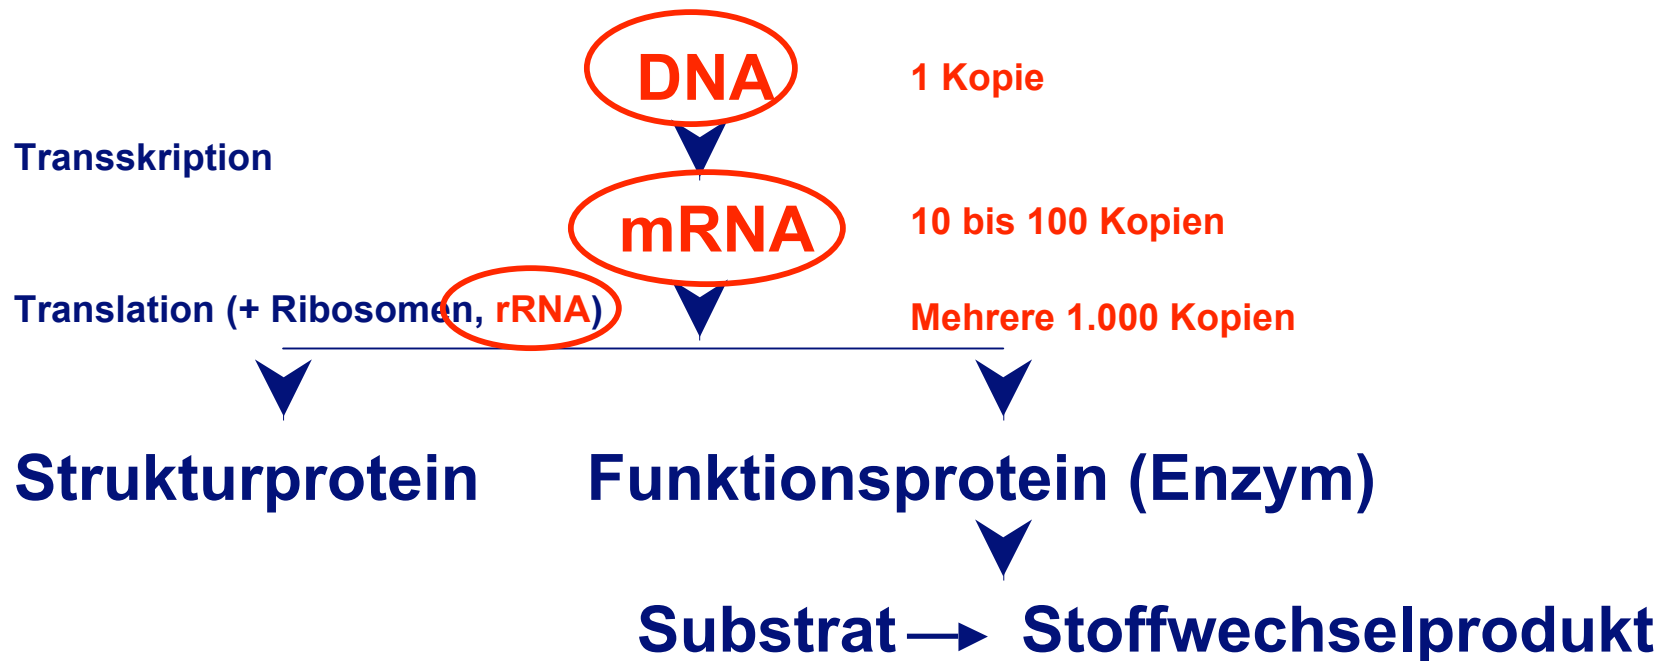 DNA
1 Kopie
Transskription
mRNA
10 bis 100 Kopien
Translation (+ Ribosomen, rRNA)
Mehrere 1.000 Kopien
Strukturprotein
Funktionsprotein (Enzym)
Substrat → Stoffwechselprodukt